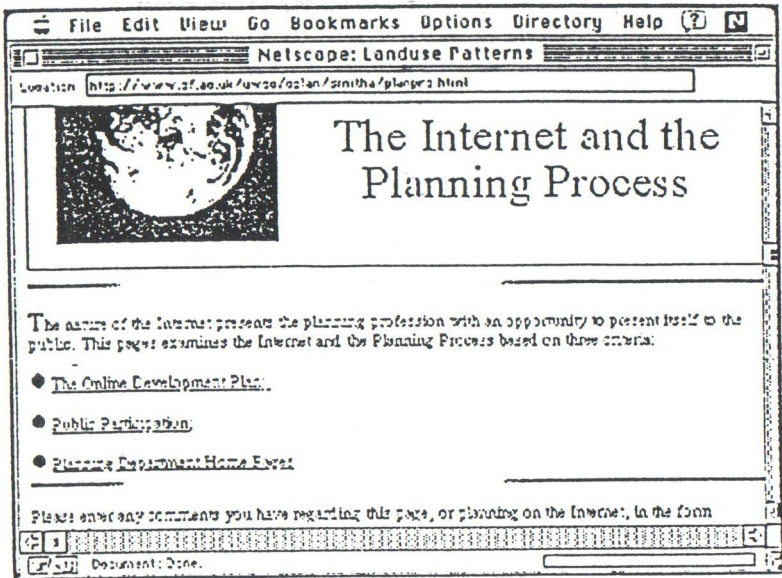 File Edit View Go Bookmarks Options Directory Help
Netscape: Landuse Patterns
Location
The Internet and the
Planning Process
The nature of the Internet presents the planning profession with an opportunity to present itself to the
public. This pages examines the Internet and the Planning Process based on three criteria:
The Online Development Plan;
Public Participation;
Planning Department Home Pages
Please enter any comments you have regarding this page, or planning on the Internet, in the form
Document: Done.